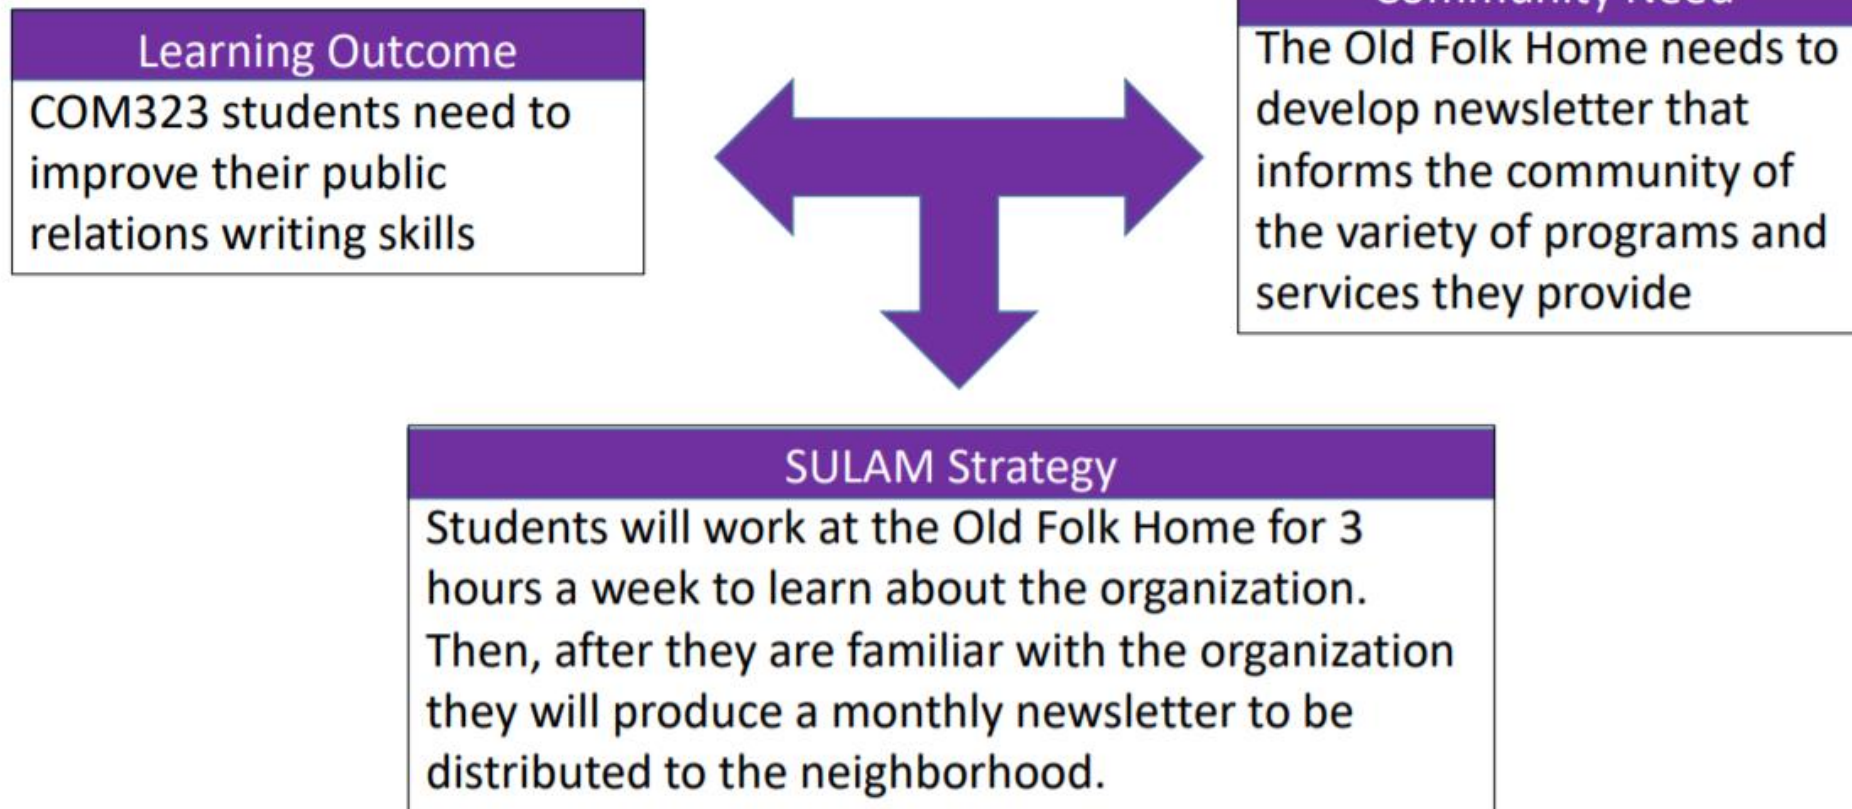 Learning Outcome
COM323 students need to
improve their public
relations writing skills
Community Need
The Old Folk Home needs to
develop newsletter that
informs the community of
the variety of programs and
services they provide
SULAM Strategy
Students will work at the Old Folk Home for 3
hours a week to learn about the organization.
Then, after they are familiar with the organization
they will produce a monthly newsletter to be
distributed to the neighborhood.